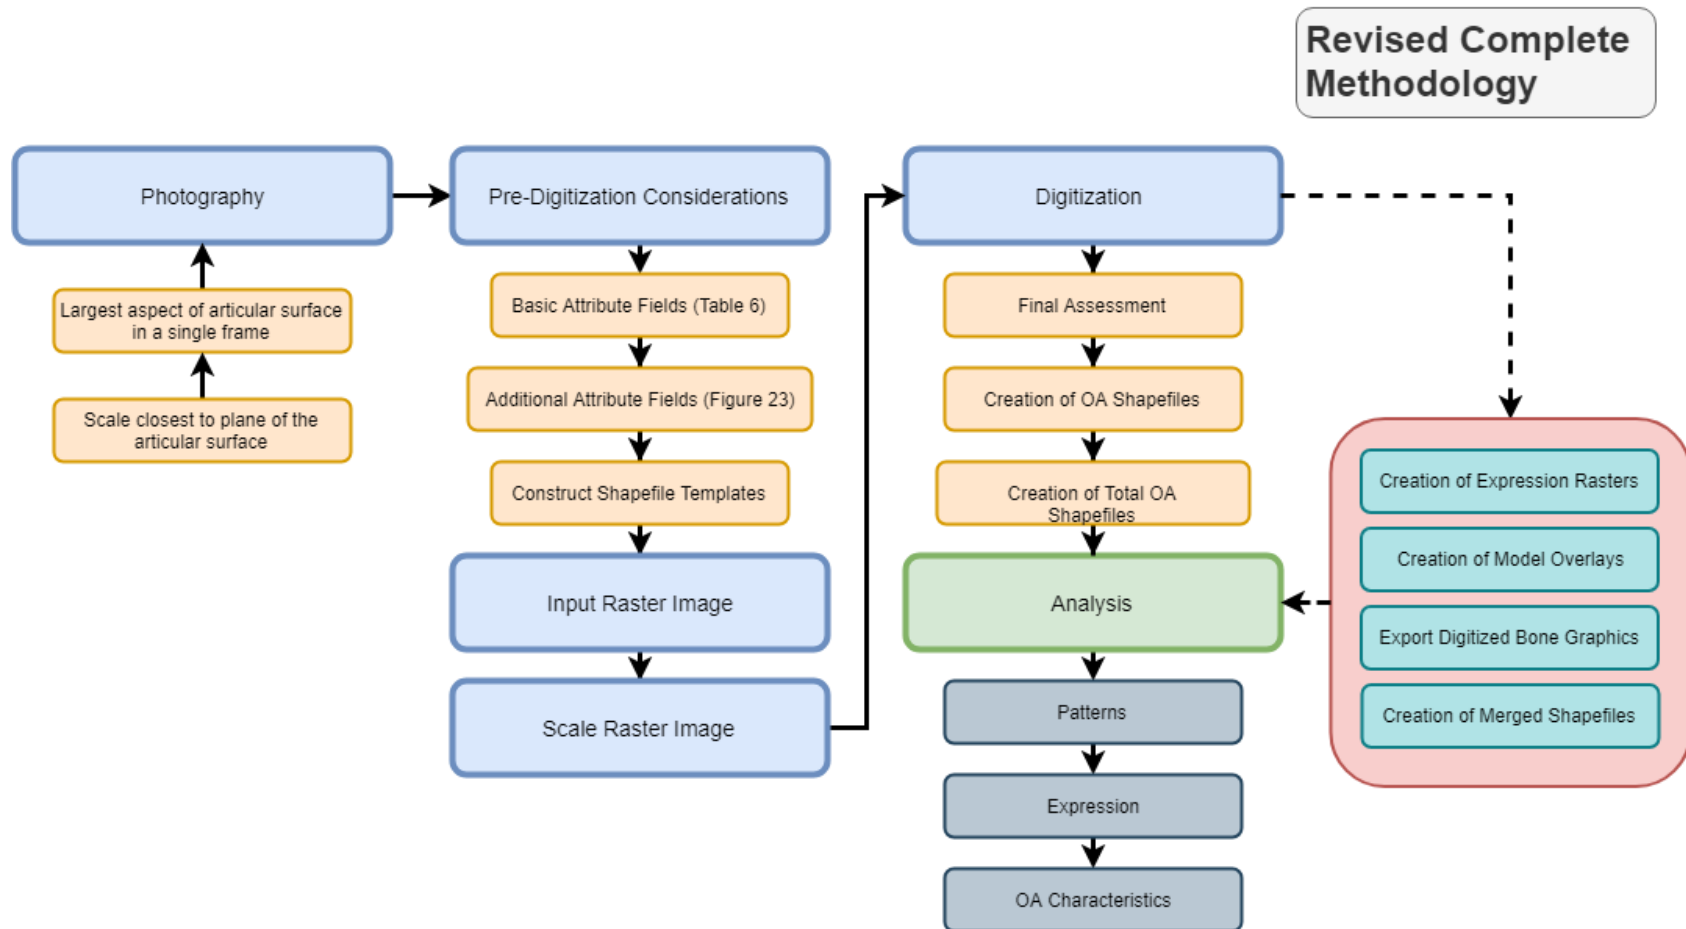 Revised Complete
Methodology
Photography
Largest aspect of articular surface
in a single frame
Scale closest to plane of the
articular surface
Pre-Digitization Considerations
Basic Attribute Fields (Table 6)
Additional Attribute Fields (Figure 23)
Construct Shapefile Templates
Input Raster Image
Scale Raster Image
Digitization
Final Assessment
Creation of OA Shapefiles
Creation of Total OA
Shapefiles
Analysis
Patterns
Expression
OA Characteristics
Creation of Expression Rasters
Creation of Model Overlays
Export Digitized Bone Graphics
Creation of Merged Shapefiles